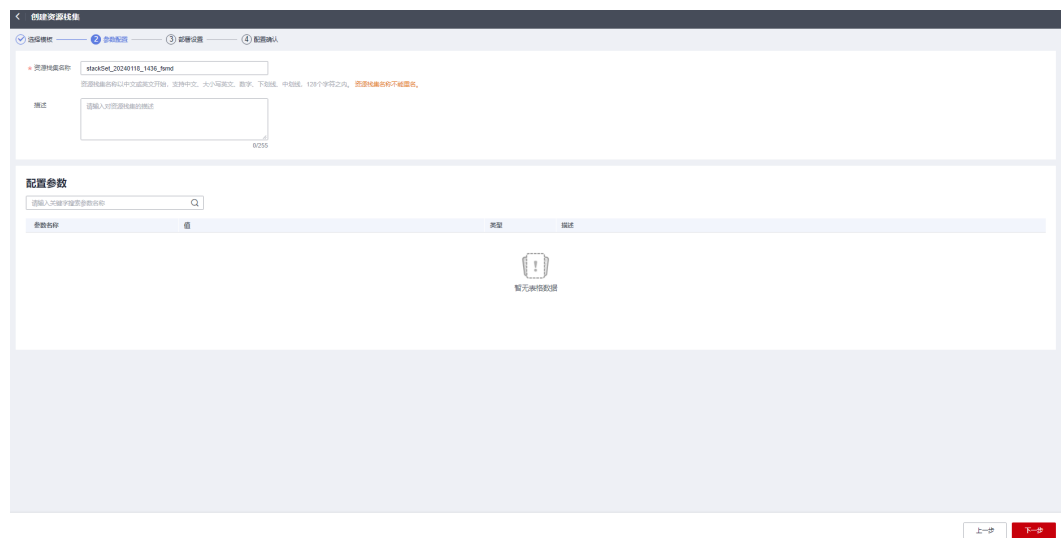 创建资源栈集
选择模板 2 参数配置 3 部署设置 4 配置确认
* 资源栈集名称 stackSet_20240118_1436_fsmd
资源栈集名称以中文或英文开始，支持中文、大小写英文、数字、下划线、中划线，128个字符之内。资源栈集名称不能重名。
描述 请输入对资源栈集的描述
0/255
配置参数
请输入关键字搜索参数名称
参数名称 值 类型 描述
暂无表格数据
上一步 下一步